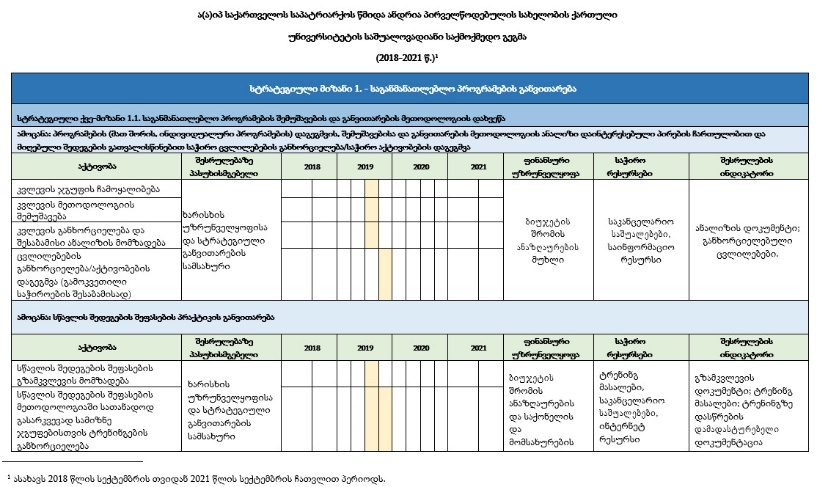 ა(ა)იპ საქართველოს საპატრიარქოს წმიდა ანდრია პირველწოდებულის სახელობის ქართული
უნივერსიტეტის საშუალოვადიანი სამოქმედო გეგმა
(2018-2021 წ.)¹
სტრატეგიული მიზანი 1. - საგანმანათლებლო პროგრამების განვითარება
სტრატეგიული ქვე-მიზანი 1.1. საგანმანათლებლო პროგრამების შემუშავების და განვითარების მეთოდოლოგიის დახვეწა
ამოცანა: პროგრამების (მათ შორის, ინდივიდუალური პროგრამების) დაგეგმვის, შემუშავებისა და განვითარების მეთოდოლოგიის ანალიზი დაინტერესებული პირების ჩართულობით და
მიღებული შედეგების გათვალისწინებით საჭირო ცვლილებების განხორციელება/საჭირო აქტივობების დაგეგმვა
აქტივობა
შესრულებაზე
პასუხისმგებელი
2018
2019
2020
2021
ფინანსური
უზრუნველყოფა
საჭირო
რესურსები
შესრულების
ინდიკატორი
კვლევის ჯგუფის ჩამოყალიბება
კვლევის მეთოდოლოგიის
შემუშავება
კვლევის განხორციელება და
შესაბამისი ანალიზის მომზადება
ცვლილებების
განხორციელება/აქტივობების
დაგეგმვა (გამოკვეთილი
საჭიროების შესაბამისად)
ხარისხის
უზრუნველყოფისა
და სტრატეგიული
განვითარების
სამსახური
ბიუჯეტის
შრომის
ანაზღაურების
მუხლი
საკანცელარიო
საშუალებები,
საინფორმაციო
რესურსი
ანალიზის დოკუმენტი;
განხორციელებული
ცვლილებები.
ამოცანა: სწავლის შედეგების შეფასების პრაქტიკის განვითარება
აქტივობა
შესრულებაზე
პასუხისმგებელი
2018
2019
2020
2021
ფინანსური
უზრუნველყოფა
საჭირო
რესურსები
შესრულების
ინდიკატორი
სწავლის შედეგების შეფასების
გზამკვლევის მომზადება
სწავლის შედეგების შეფასების
მეთოდოლოგიაში სათანადოდ
გასარკვევად სამიზნე
ჯგუფებისთვის ტრენინგების
განხორციელება
ხარისხის
უზრუნველყოფისა
და სტრატეგიული
განვითარების
სამსახური
ბიუჯეტის
შრომის
ანაზღაურების
და საქონელის
და
მომსახურების
ტრენინგ
მასალები,
საკანცელარიო
საშუალებები,
ინტერნეტ
რესურსი
გზამკვლევის
დოკუმენტი; ტრენინგ
მასალები; ტრენინგზე
დასწრების
დამადასტურებელი
დოკუმენტაცია
¹ ასახავს 2018 წლის სექტემბრის თვიდან 2021 წლის სექტემბრის ჩათვლით პერიოდს.